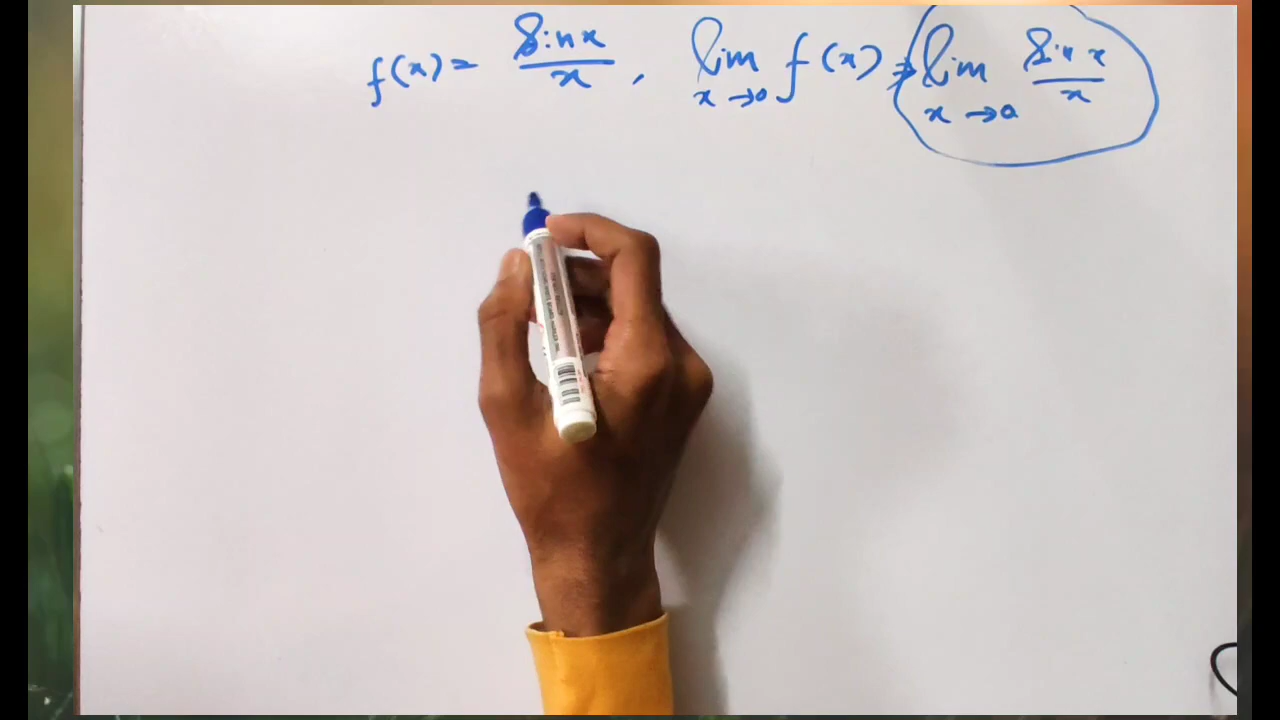 f(x) = sin x / x , lim x→0 f(x) ⇒ lim x→0 sin x / x